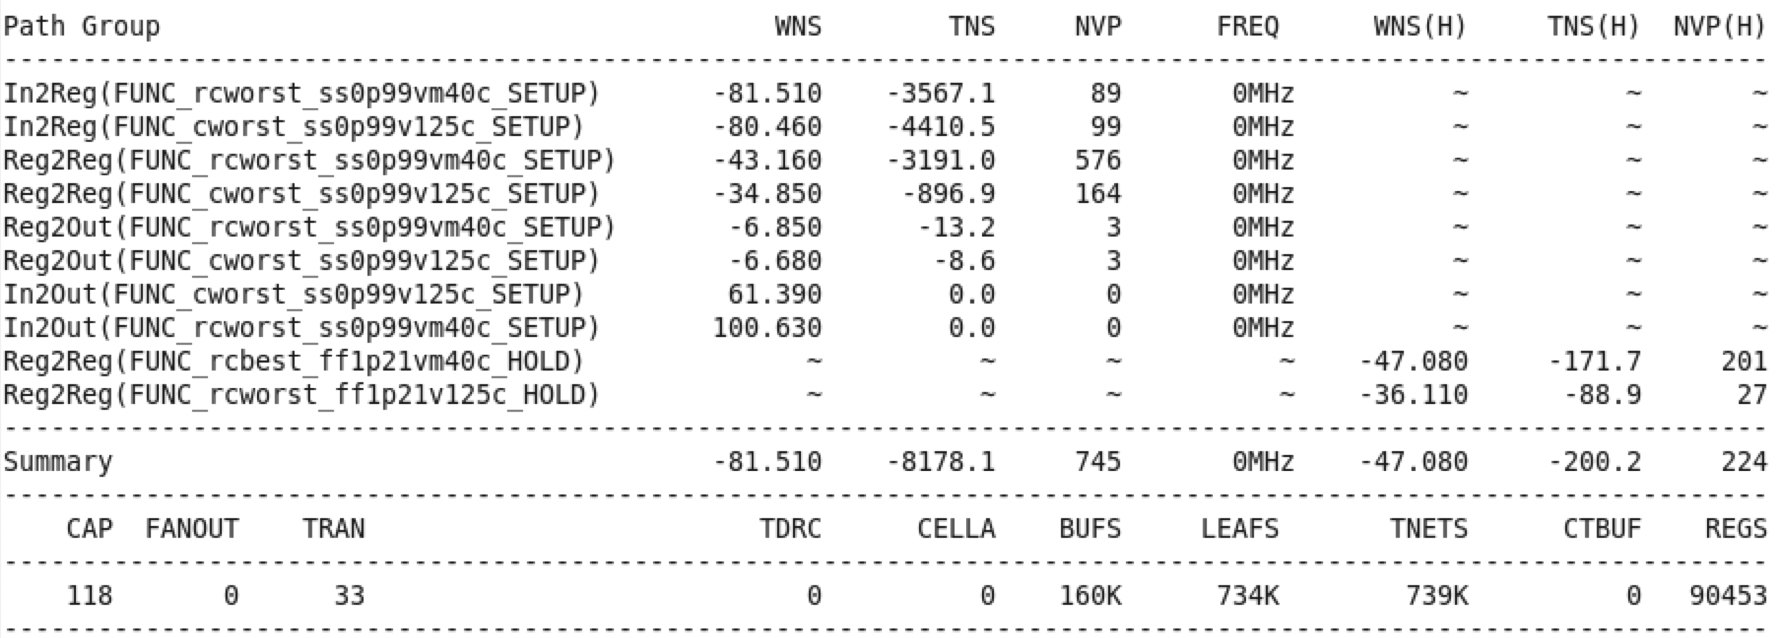 Path Group WNS TNS NVP FREQ WNS(H) TNS(H) NVP(H)
In2Reg(FUNC_rcworst_ss0p99vm40c_SETUP) -81.510 -3567.1 89 0MHz ~ ~ ~
In2Reg(FUNC_cworst_ss0p99v125c_SETUP) -80.460 -4410.5 99 0MHz ~ ~ ~
Reg2Reg(FUNC_rcworst_ss0p99vm40c_SETUP) -43.160 -3191.0 576 0MHz ~ ~ ~
Reg2Reg(FUNC_cworst_ss0p99v125c_SETUP) -34.850 -896.9 164 0MHz ~ ~ ~
Reg2Out(FUNC_rcworst_ss0p99vm40c_SETUP) -6.850 -13.2 3 0MHz ~ ~ ~
Reg2Out(FUNC_cworst_ss0p99v125c_SETUP) -6.680 -8.6 3 0MHz ~ ~ ~
In2Out(FUNC_cworst_ss0p99v125c_SETUP) 61.390 0.0 0 0MHz ~ ~ ~
In2Out(FUNC_rcworst_ss0p99vm40c_SETUP) 100.630 0.0 0 0MHz ~ ~ ~
Reg2Reg(FUNC_rcbest_ff1p21vm40c_HOLD) ~ ~ ~ ~ -47.080 -171.7 201
Reg2Reg(FUNC_rcworst_ff1p21v125c_HOLD) ~ ~ ~ ~ -36.110 -88.9 27
Summary -81.510 -8178.1 745 0MHz -47.080 -200.2 224
CAP FANOUT TRAN TDRC CELLA BUFS LEAFS TNETS CTBUF REGS
118 0 33 0 0 160K 734K 739K 0 90453